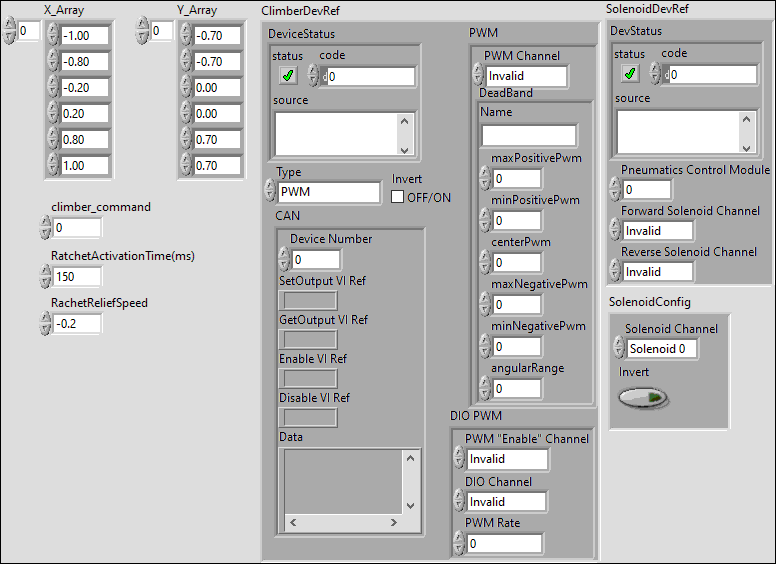 X_Array
0
-1.00
-0.80
-0.20
0.20
0.80
1.00
Y_Array
0
-0.70
-0.70
0.00
0.00
0.70
0.70
climber_command
0
RatchetActivationTime(ms)
150
RachetReliefSpeed
-0.2
ClimberDevRef
DeviceStatus
status code
d0
source
Type
PWM
Invert
OFF/ON
CAN
Device Number
0
SetOutput VI Ref
GetOutput VI Ref
Enable VI Ref
Disable VI Ref
Data
PWM
PWM Channel
Invalid
DeadBand
Name
maxPositivePwm
0
minPositivePwm
0
centerPwm
0
maxNegativePwm
0
minNegativePwm
0
angularRange
0
DIO PWM
PWM "Enable" Channel
Invalid
DIO Channel
Invalid
PWM Rate
0
SolenoidDevRef
DevStatus
status code
d0
source
Pneumatics Control Module
0
Forward Solenoid Channel
Invalid
Reverse Solenoid Channel
Invalid
SolenoidConfig
Solenoid Channel
Solenoid 0
Invert